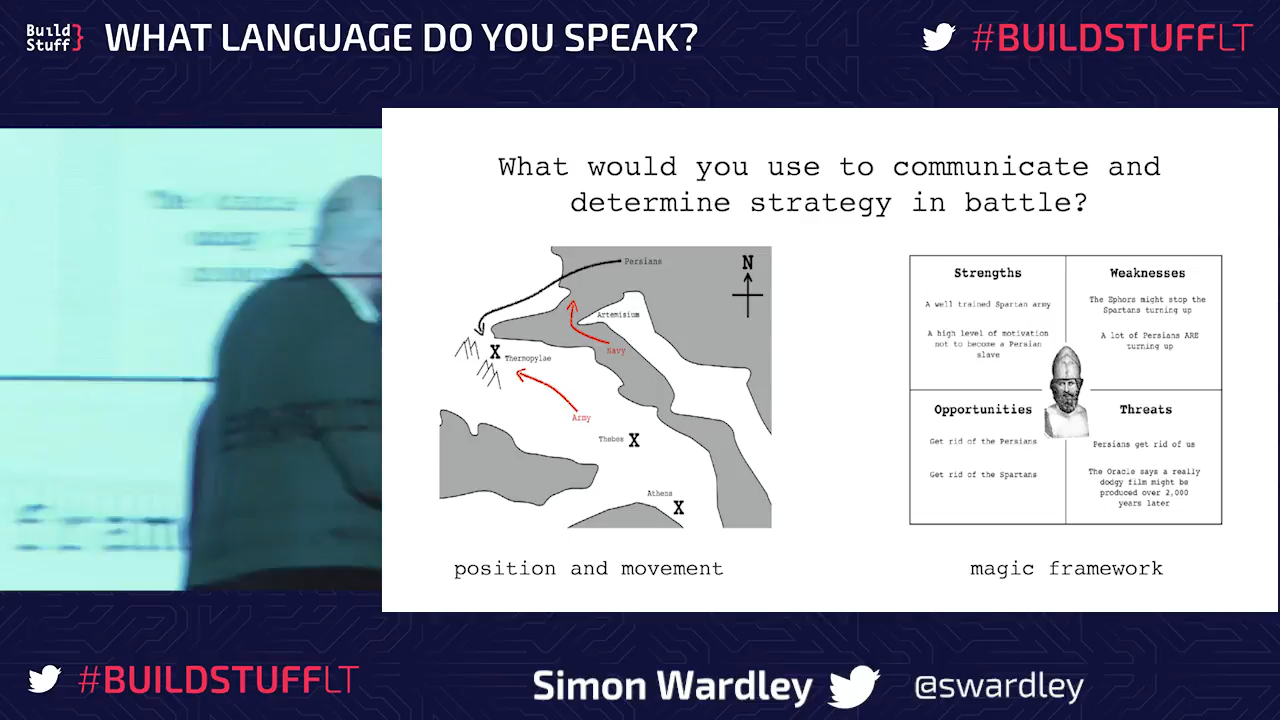 Build
Stuff}
WHAT LANGUAGE DO YOU SPEAK?
#BUILDSTUFFLT
What would you use to communicate and
determine strategy in battle?
Persians
N
Artemisium
Navy
X
Thermopylae
Army
Thebes X
Athens
X
position and movement
Strengths
A well trained Spartan army
A high level of motivation
not to become a Persian
slave
Weaknesses
The Ephors might stop the
Spartans turning up
A lot of Persians ARE
turning up
Opportunities
Get rid of the Persians
Get rid of the Spartans
Threats
Persians get rid of us
The Oracle says a really
dodgy film might be
produced over 2,000
years later
magic framework
#BUILDSTUFFLT
Simon Wardley
@swardley